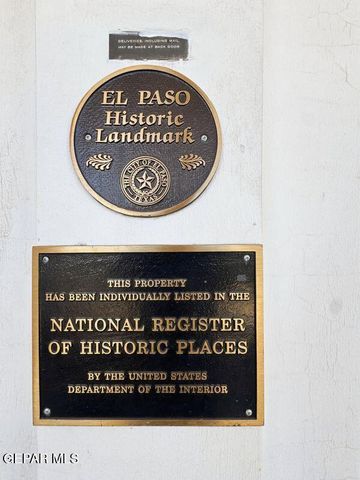 DELIVERIES, INCLUDING MAIL,
MAY BE MADE AT BACK DOOR
EL PASO
Historic
Landmark
THE CITY OF EL PASO
TEXAS
THIS PROPERTY
HAS BEEN INDIVIDUALLY LISTED IN THE
NATIONAL REGISTER
OF HISTORIC PLACES
BY THE UNITED STATES
DEPARTMENT OF THE INTERIOR
GEPAR MLS